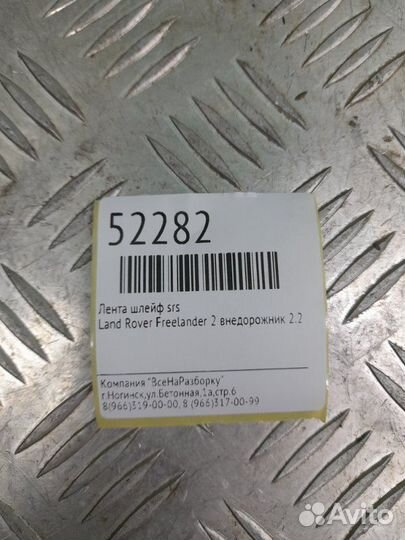 52282
Лента шлейф srs
Land Rover Freelander 2 внедорожник 2.2
Компания "ВсеНаРазборку"
г.Ногинск,ул.Бетонная,1а,стр.6
8(966)319-00-00, 8 (966)317-00-99
Avito